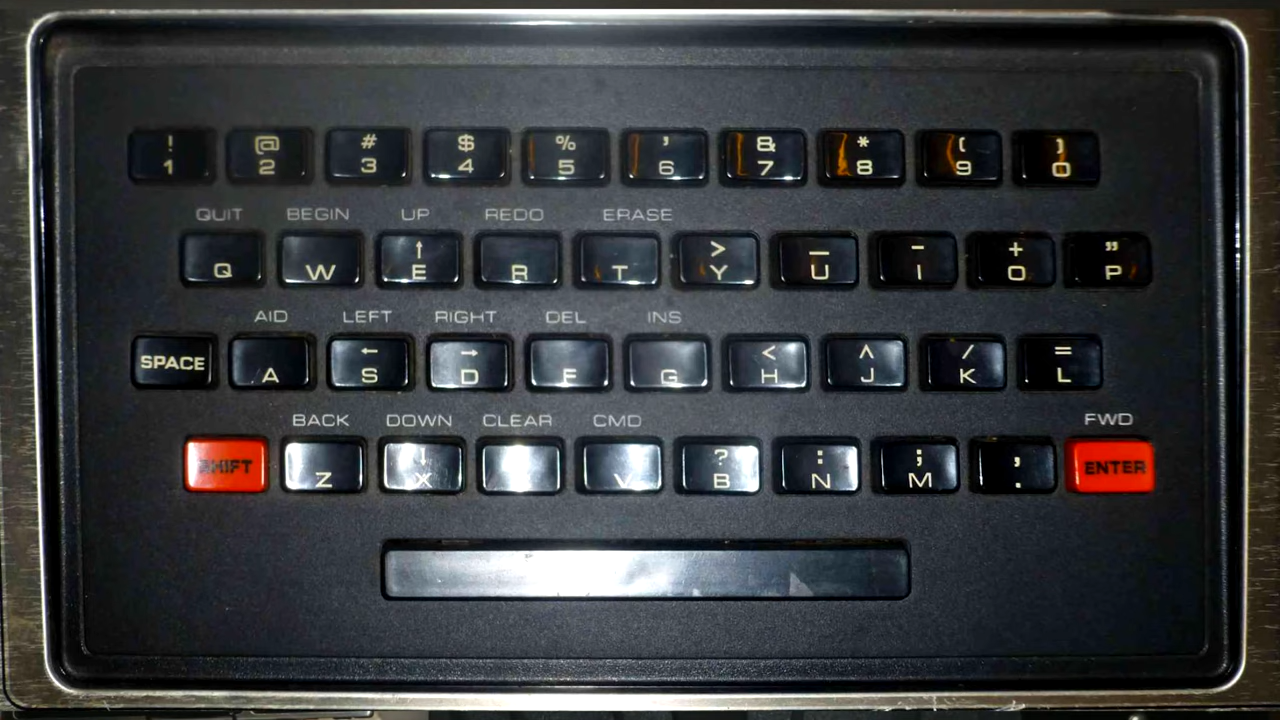 ! @ # $ % ' & * ( )
1 2 3 4 5 6 7 8 9 0
QUIT BEGIN UP REDO ERASE
↑ > _ - + "
Q W E R T Y U I O P
AID LEFT RIGHT DEL INS
← → < ^ / =
SPACE A S D F G H J K L
BACK DOWN CLEAR CMD FWD
↓ ? : ; ,
SHIFT Z X V B N M . ENTER